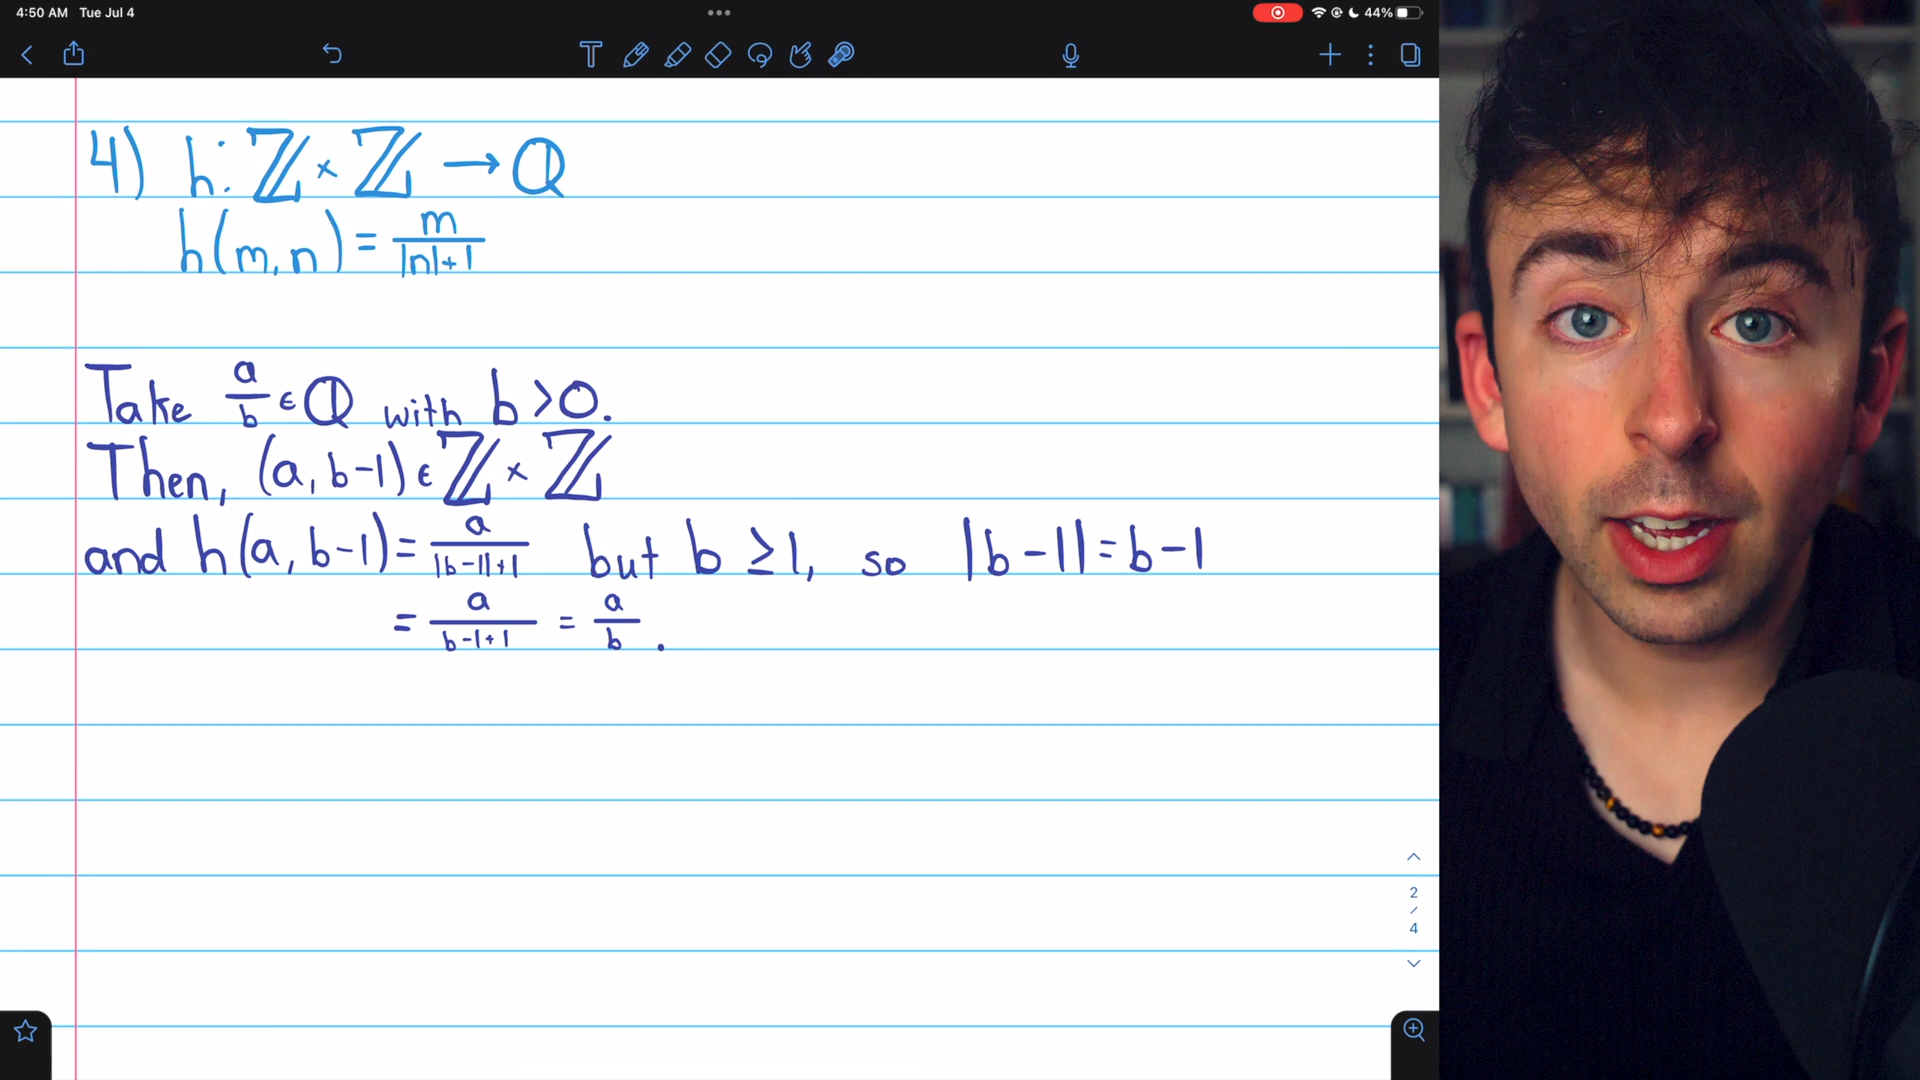 4:50 AM Tue Jul 4
44%
4) h: ℤ × ℤ → ℚ
h(m, n) = m/(|n|+1)
Take a/b ∈ ℚ with b > 0.
Then, (a, b-1) ∈ ℤ × ℤ
and h(a, b-1) = a/(|b-1|+1) but b ≥ 1, so |b-1| = b-1
= a/(b-1+1) = a/b.
2
/
4